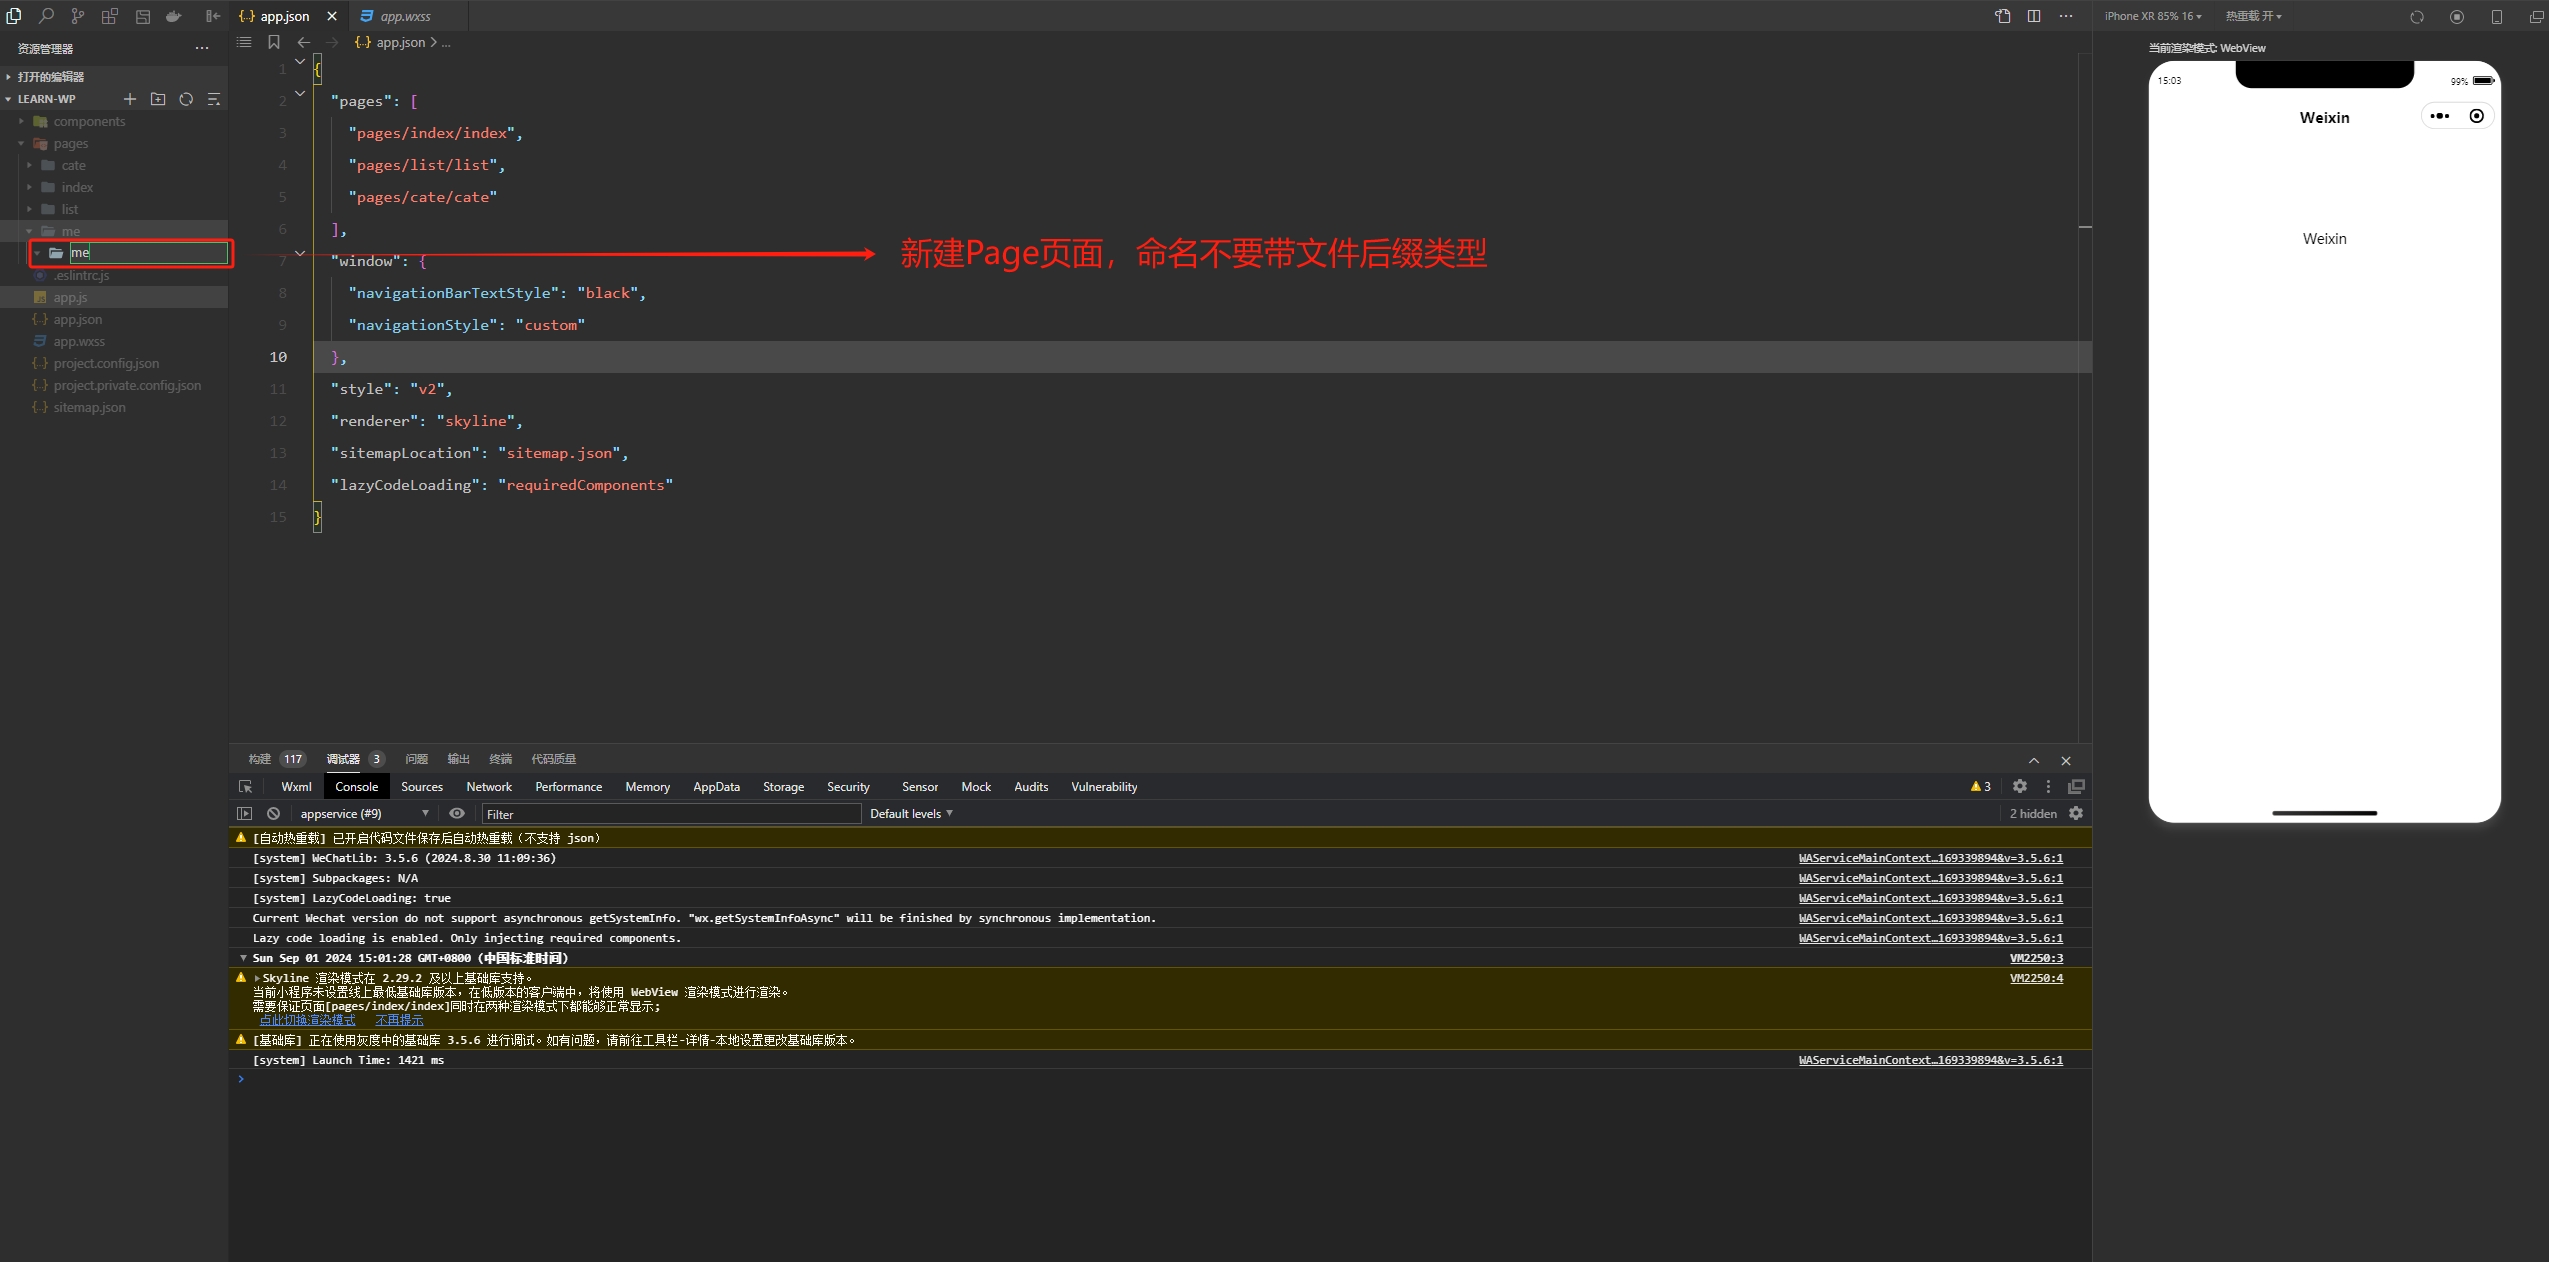 app.json
app.wxss
iPhone XR 85% 16
热重载 开
资源管理器
app.json > ...
当前渲染模式: WebView
打开的编辑器
LEARN-WP
components
pages
cate
index
list
me
me
.eslintrc.js
app.js
app.json
app.wxss
project.config.json
project.private.config.json
sitemap.json
1 {
2 "pages": [
3 "pages/index/index",
4 "pages/list/list",
5 "pages/cate/cate"
6 ],
7 "window": {
8 "navigationBarTextStyle": "black",
9 "navigationStyle": "custom"
10 },
11 "style": "v2",
12 "renderer": "skyline",
13 "sitemapLocation": "sitemap.json",
14 "lazyCodeLoading": "requiredComponents"
15 }
新建Page页面，命名不要带文件后缀类型
15:03
99%
Weixin
Weixin
构建 117 调试器 3 问题 输出 终端 代码质量
Wxml Console Sources Network Performance Memory AppData Storage Security Sensor Mock Audits Vulnerability
3
appservice (#9)
Filter
Default levels
2 hidden
[自动热重载] 已开启代码文件保存后自动热重载（不支持 json）
[system] WeChatLib: 3.5.6 (2024.8.30 11:09:36) WAServiceMainContext…169339894&v=3.5.6:1
[system] Subpackages: N/A WAServiceMainContext…169339894&v=3.5.6:1
[system] LazyCodeLoading: true WAServiceMainContext…169339894&v=3.5.6:1
Current Wechat version do not support asynchronous getSystemInfo. "wx.getSystemInfoAsync" will be finished by synchronous implementation. WAServiceMainContext…169339894&v=3.5.6:1
Lazy code loading is enabled. Only injecting required components. WAServiceMainContext…169339894&v=3.5.6:1
Sun Sep 01 2024 15:01:28 GMT+0800 (中国标准时间) VM2250:3
Skyline 渲染模式在 2.29.2 及以上基础库支持。 VM2250:4
当前小程序未设置线上最低基础库版本，在低版本的客户端中，将使用 WebView 渲染模式进行渲染。
需要保证页面[pages/index/index]同时在两种渲染模式下都能够正常显示;
点此切换渲染模式 不再提示
[基础库] 正在使用灰度中的基础库 3.5.6 进行调试。如有问题，请前往工具栏-详情-本地设置更改基础库版本。
[system] Launch Time: 1421 ms WAServiceMainContext…169339894&v=3.5.6:1
>